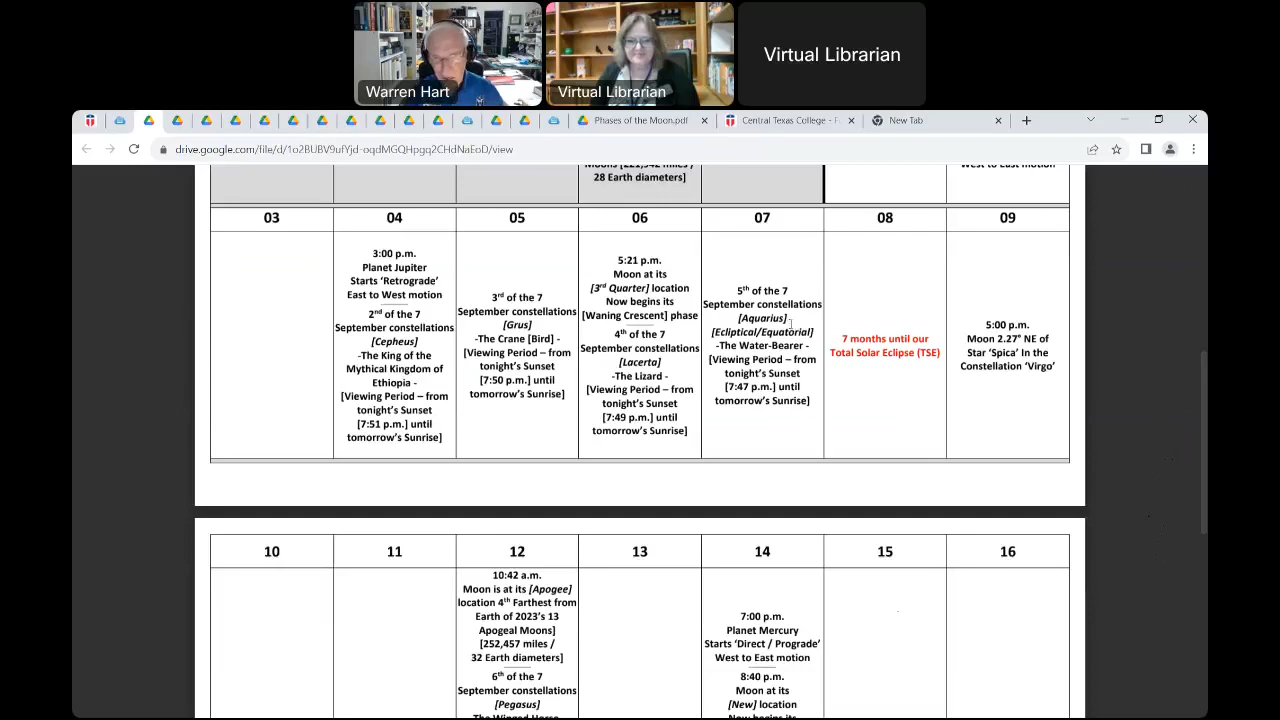 Virtual Librarian
Warren Hart
Virtual Librarian
Phases of the Moon.pdf
Central Texas College - F
New Tab
drive.google.com/file/d/1o2BUBV9ufYjd-oqdMGQHpgq2CHdNaEoD/view
Moons [221,942 miles /
28 Earth diameters]
West to East motion
03
04
05
06
07
08
09
3:00 p.m.
Planet Jupiter
Starts ‘Retrograde’
East to West motion
2nd of the 7
September constellations
[Cepheus]
-The King of the
Mythical Kingdom of
Ethiopia -
[Viewing Period – from
tonight’s Sunset
[7:51 p.m.] until
tomorrow’s Sunrise]
3rd of the 7
September constellations
[Grus]
-The Crane [Bird] -
[Viewing Period – from
tonight’s Sunset
[7:50 p.m.] until
tomorrow’s Sunrise]
5:21 p.m.
Moon at its
[3rd Quarter] location
Now begins its
[Waning Crescent] phase
4th of the 7
September constellations
[Lacerta]
-The Lizard -
[Viewing Period – from
tonight’s Sunset
[7:49 p.m.] until
tomorrow’s Sunrise]
5th of the 7
September constellations
[Aquarius]
[Ecliptical/Equatorial]
-The Water-Bearer -
[Viewing Period – from
tonight’s Sunset
[7:47 p.m.] until
tomorrow’s Sunrise]
7 months until our
Total Solar Eclipse (TSE)
5:00 p.m.
Moon 2.27° NE of
Star ‘Spica’ In the
Constellation ‘Virgo’
10
11
12
13
14
15
16
10:42 a.m.
Moon is at its [Apogee]
location 4th Farthest from
Earth of 2023’s 13
Apogeal Moons]
[252,457 miles /
32 Earth diameters]
6th of the 7
September constellations
[Pegasus]
The Winged Horse
7:00 p.m.
Planet Mercury
Starts ‘Direct / Prograde’
West to East motion
8:40 p.m.
Moon at its
[New] location
Now begins its